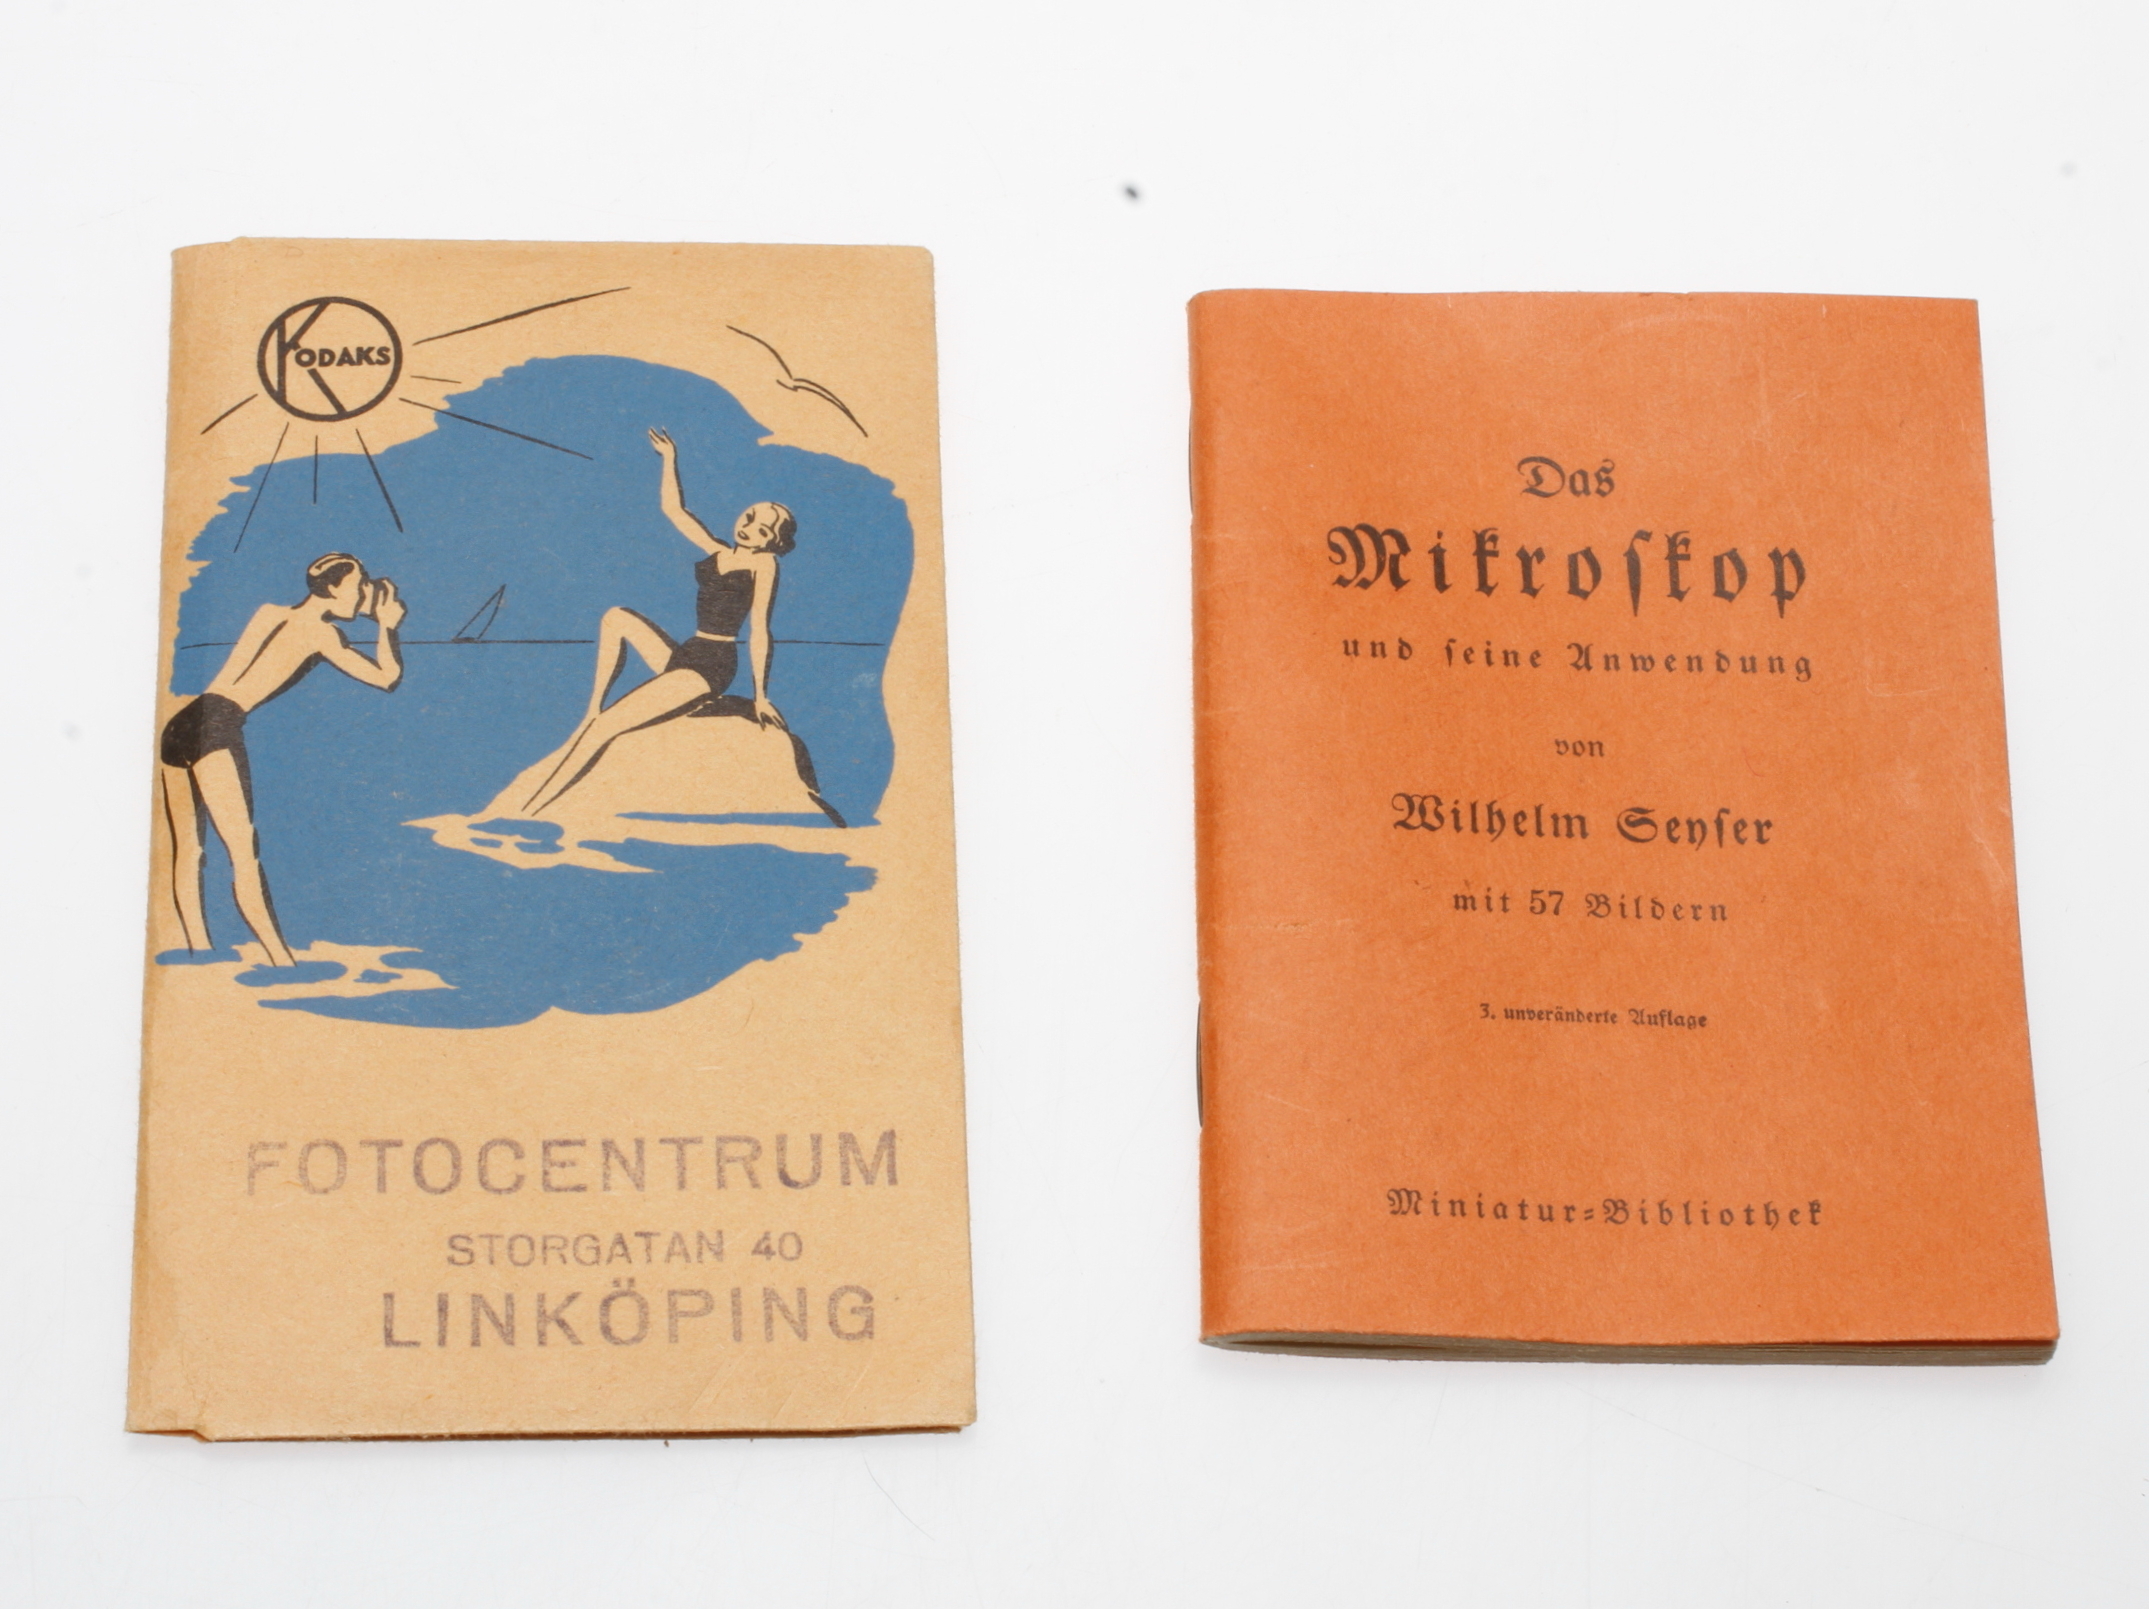 KODAKS
FOTOCENTRUM
STORGATAN 40
LINKÖPING
Das
Mikroſkop
und ſeine Anwendung
von
Wilhelm Seyſer
mit 57 Bildern
3. unveränderte Auflage
Miniatur=Bibliothek